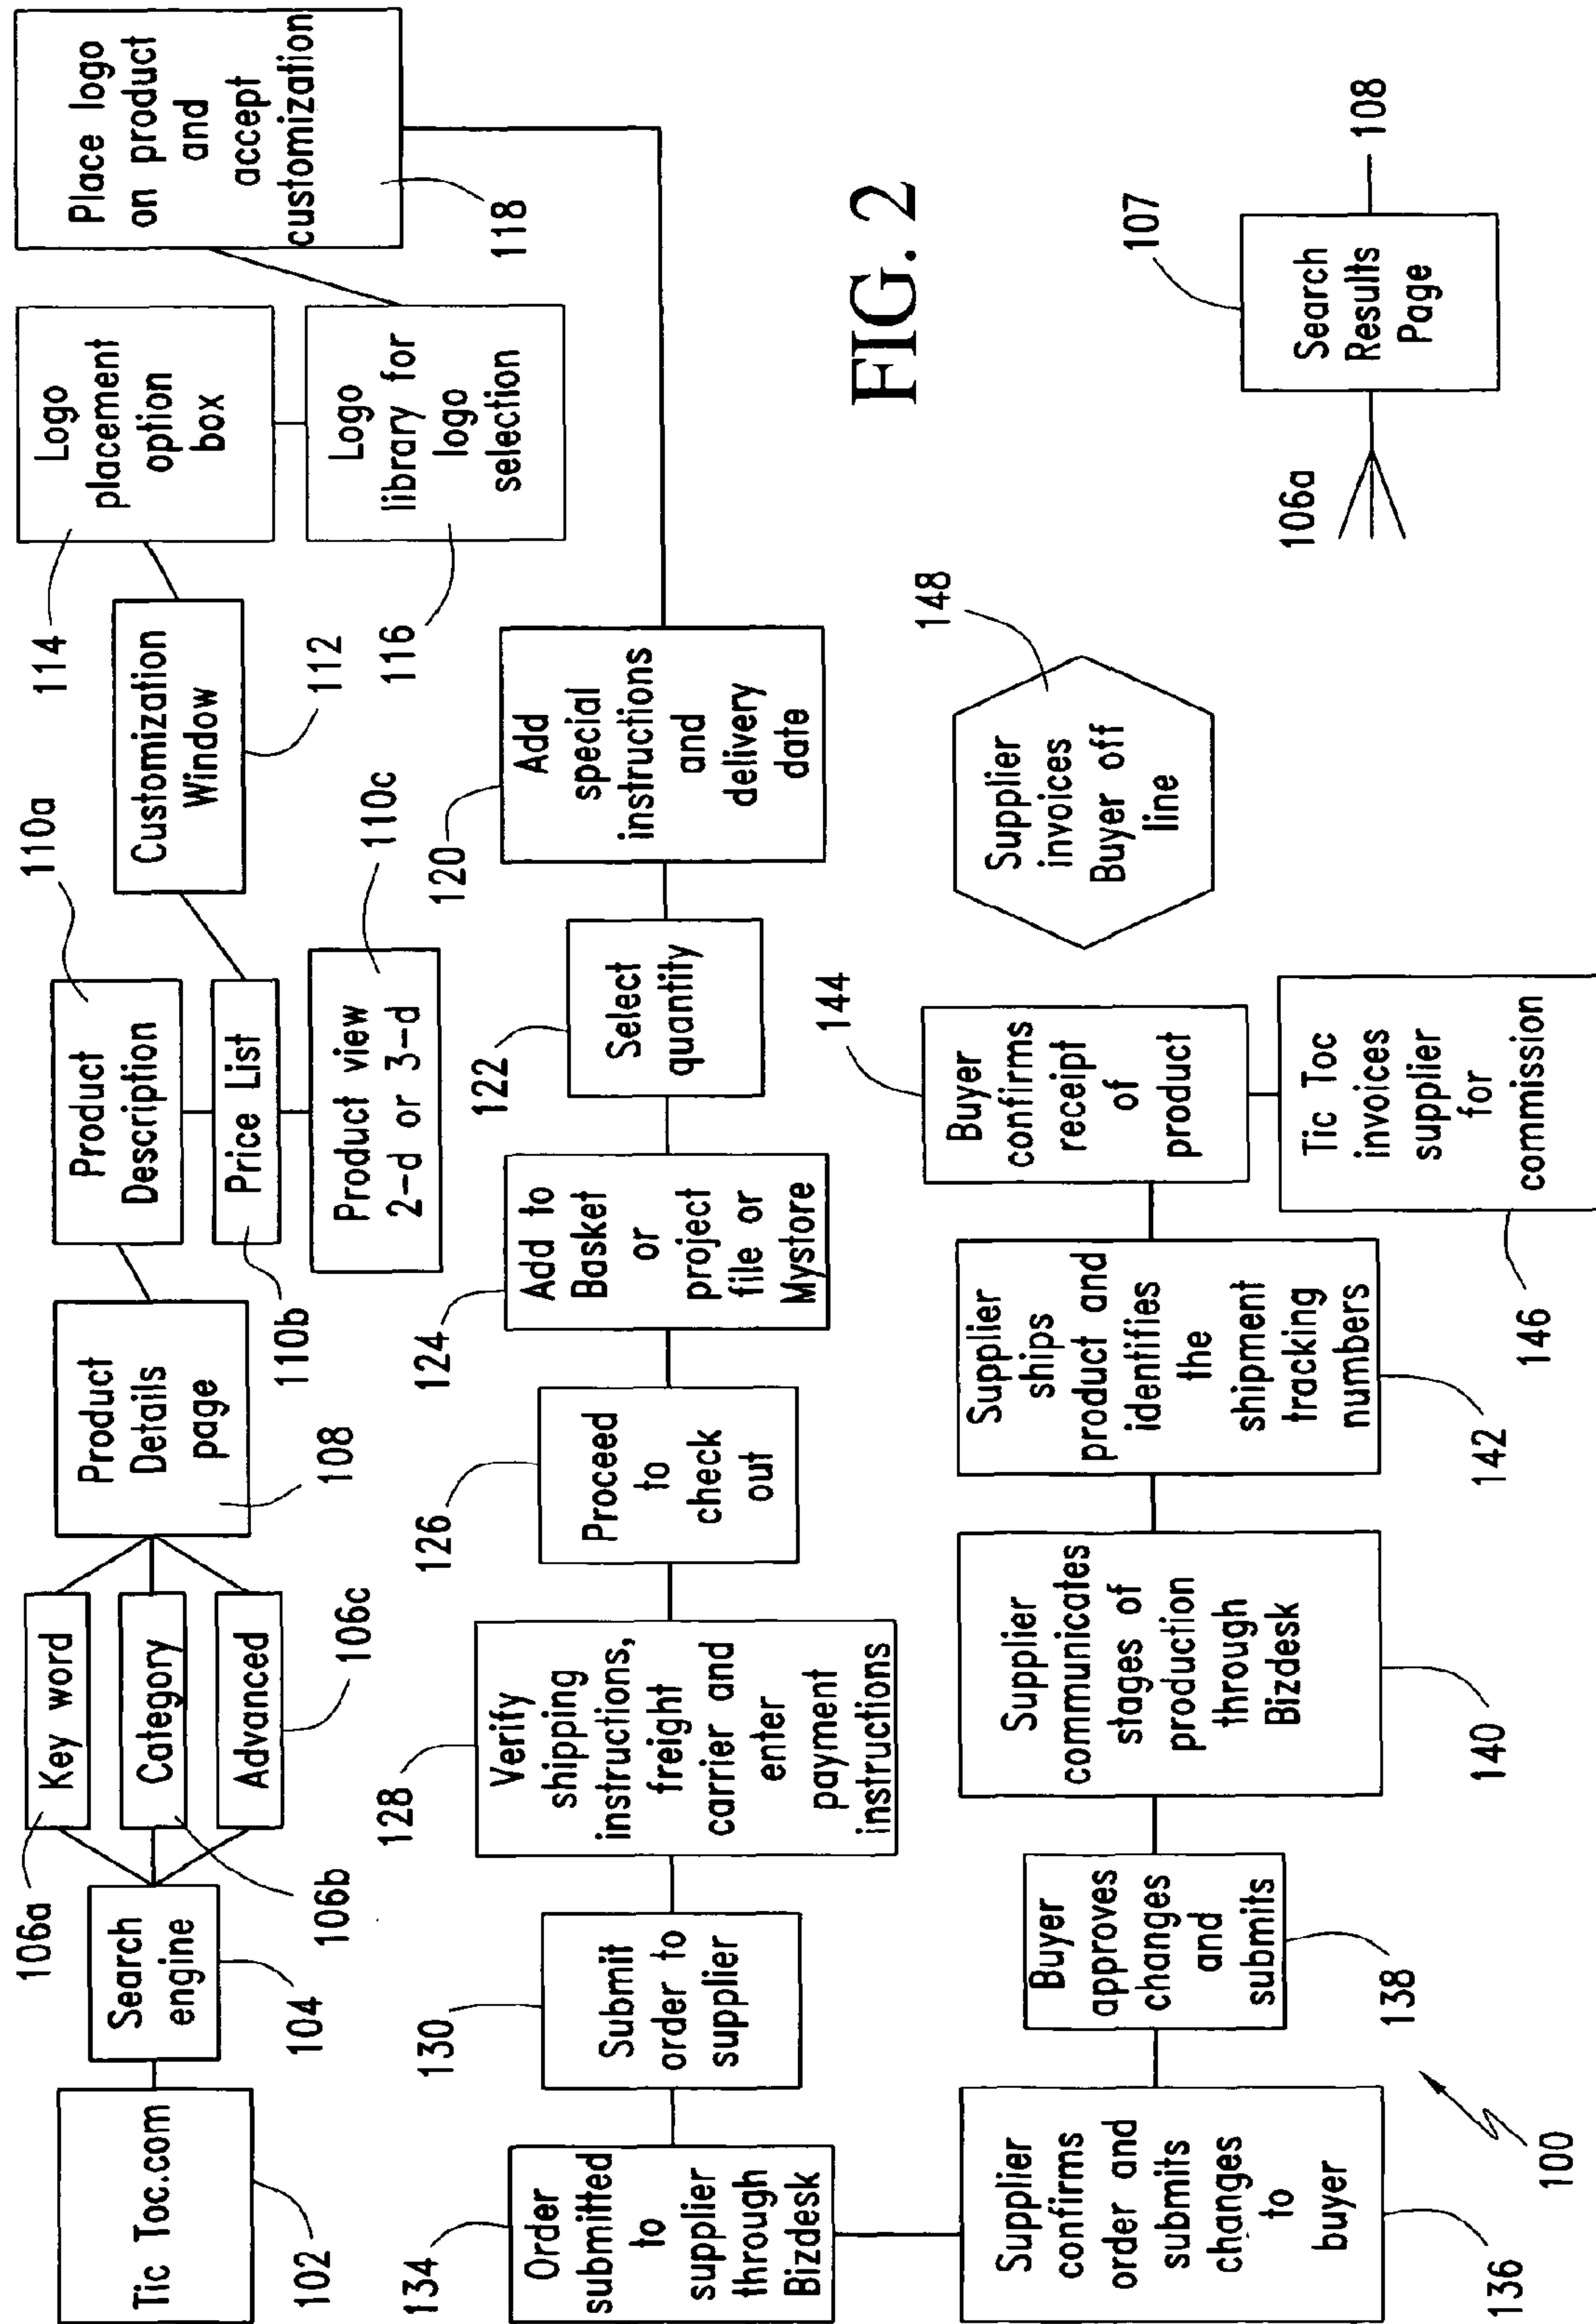 Tic Toc.com
102
Search
engine
104
106a
Key word
Category
106b
Advanced
106c
Product
Details
page
108
110a
Product
Description
Price List
110b
Product view
2-d or 3-d
110c
Customization
Window
112
114
Logo
placement
option
box
Logo
library for
logo
selection
116
Place logo
on product
and
accept
customization
118
120
Add
special
instructions
and
delivery
date
122
Select
quantity
124
Add to
Basket
or
project
file or
Mystore
126
Proceed
to
check
out
128
Verify
shipping
instructions,
freight
carrier and
enter
payment
instructions
130
Submit
order to
supplier
134
Order
submitted
to
supplier
through
Bizdesk
Supplier
confirms
order and
submits
changes
to
buyer
136
Buyer
approves
changes
and
submits
138
Supplier
communicates
stages of
production
through
Bizdesk
140
Supplier
ships
product and
identifies
the
shipment
tracking
numbers
142
144
Buyer
confirms
receipt
of
product
Tic Toc
invoices
supplier
for
commission
146
148
Supplier
invoices
Buyer off
line
100
FIG. 2
106a
107
Search
Results
Page
108